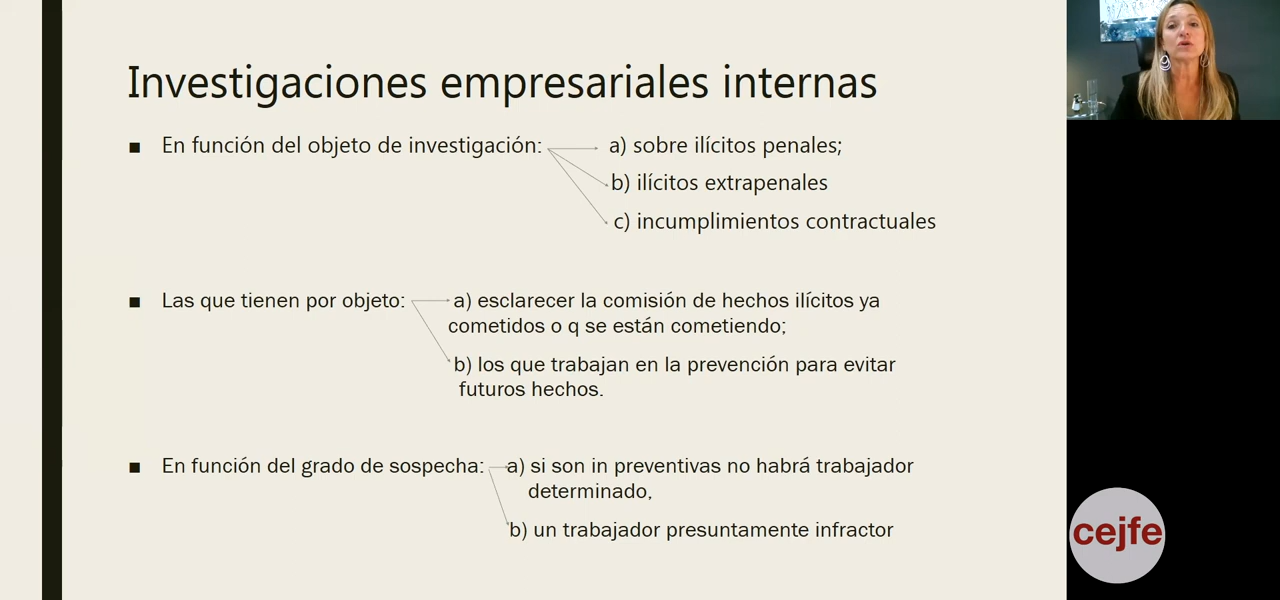 Investigaciones empresariales internas
■ En función del objeto de investigación: a) sobre ilícitos penales;
b) ilícitos extrapenales
c) incumplimientos contractuales
■ Las que tienen por objeto: a) esclarecer la comisión de hechos ilícitos ya
cometidos o q se están cometiendo;
b) los que trabajan en la prevención para evitar
futuros hechos.
■ En función del grado de sospecha: a) si son in preventivas no habrá trabajador
determinado,
b) un trabajador presuntamente infractor
cejfe